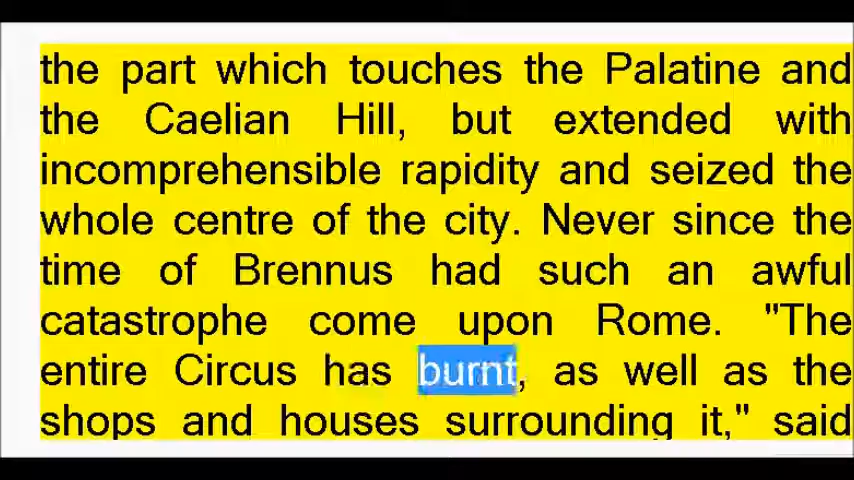 the part which touches the Palatine and
the Caelian Hill, but extended with
incomprehensible rapidity and seized the
whole centre of the city. Never since the
time of Brennus had such an awful
catastrophe come upon Rome. "The
entire Circus has burnt, as well as the
shops and houses surrounding it," said